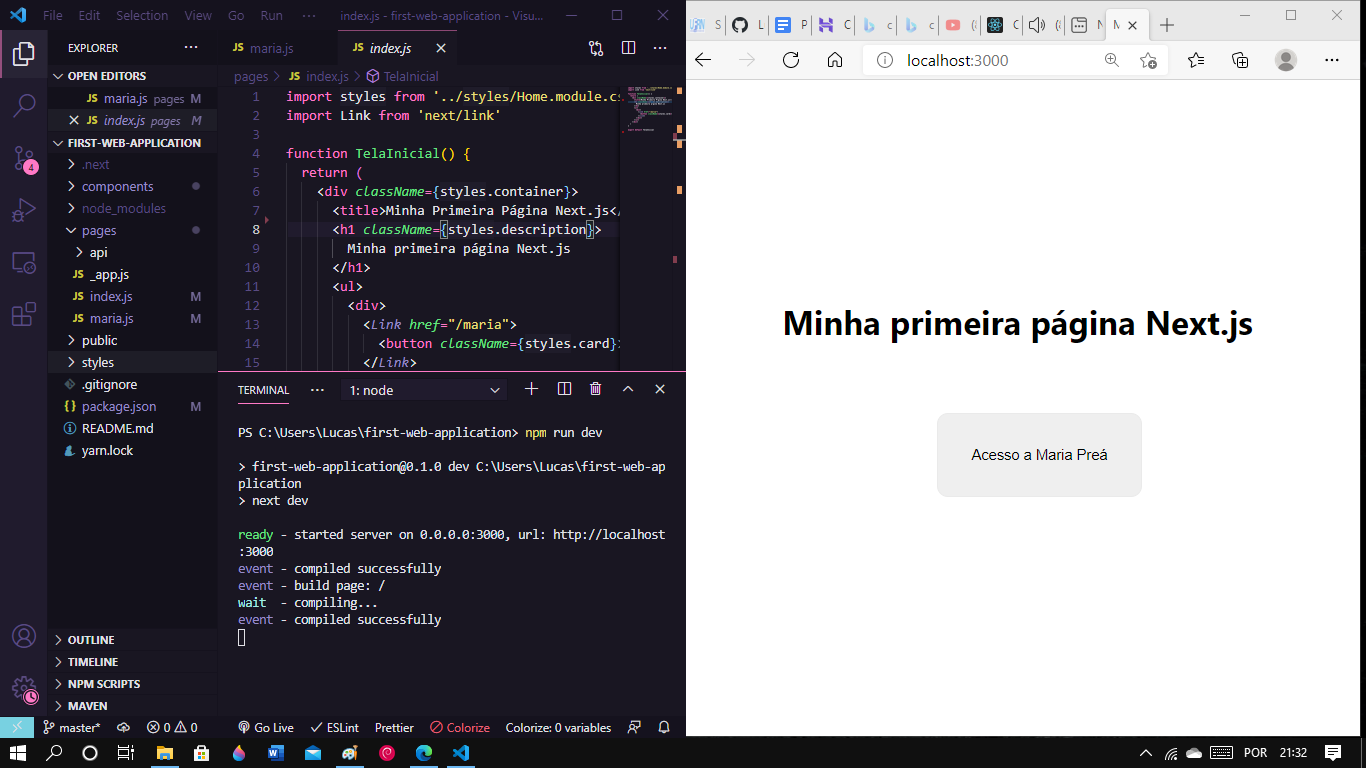 File Edit Selection View Go Run ··· index.js - first-web-application - Visu...
EXPLORER ···
OPEN EDITORS
maria.js pages M
index.js pages M
FIRST-WEB-APPLICATION
.next
components
node_modules
pages
api
_app.js
index.js M
maria.js M
public
styles
.gitignore
package.json M
README.md
yarn.lock
OUTLINE
TIMELINE
NPM SCRIPTS
MAVEN
4
JS maria.js JS index.js
pages > JS index.js > TelaInicial
1 import styles from '../styles/Home.module.cs
2 import Link from 'next/link'
3
4 function TelaInicial() {
5 return (
6 <div className={styles.container}>
7 <title>Minha Primeira Página Next.js</
8 <h1 className={styles.description}>
9 Minha primeira página Next.js
10 </h1>
11 <ul>
12 <div>
13 <Link href="/maria">
14 <button className={styles.card}>
15 </Link>
TERMINAL ··· 1: node
PS C:\Users\Lucas\first-web-application> npm run dev
> first-web-application@0.1.0 dev C:\Users\Lucas\first-web-ap
plication
> next dev
ready - started server on 0.0.0.0:3000, url: http://localhost
:3000
event - compiled successfully
event - build page: /
wait - compiling...
event - compiled successfully
master* 0 0 Go Live ESLint Prettier Colorize Colorize: 0 variables
localhost:3000
Minha primeira página Next.js
Acesso a Maria Preá
POR 21:32